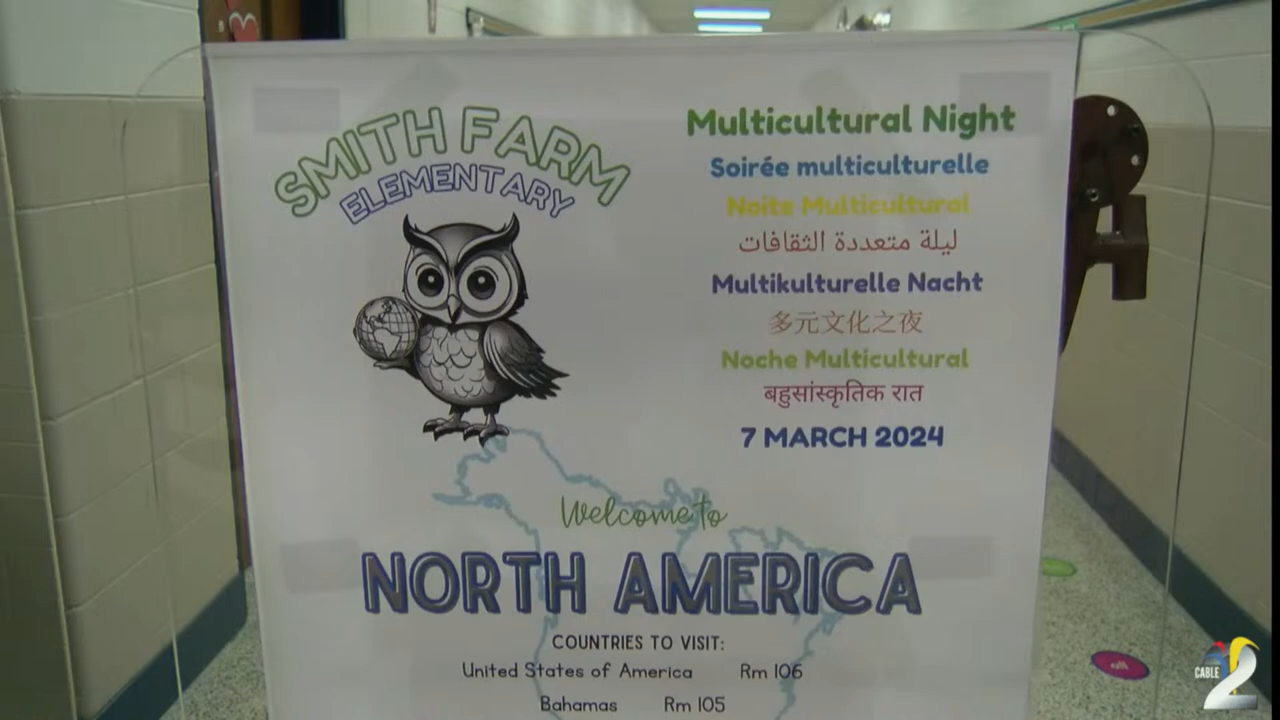 SMITH FARM
ELEMENTARY
Multicultural Night
Soirée multiculturelle
Noite Multicultural
ليلة متعددة الثقافات
Multikulturelle Nacht
多元文化之夜
Noche Multicultural
बहुसांस्कृतिक रात
7 MARCH 2024
Welcome to
NORTH AMERICA
COUNTRIES TO VISIT:
United States of America Rm 106
Bahamas Rm 105
CABLE 2